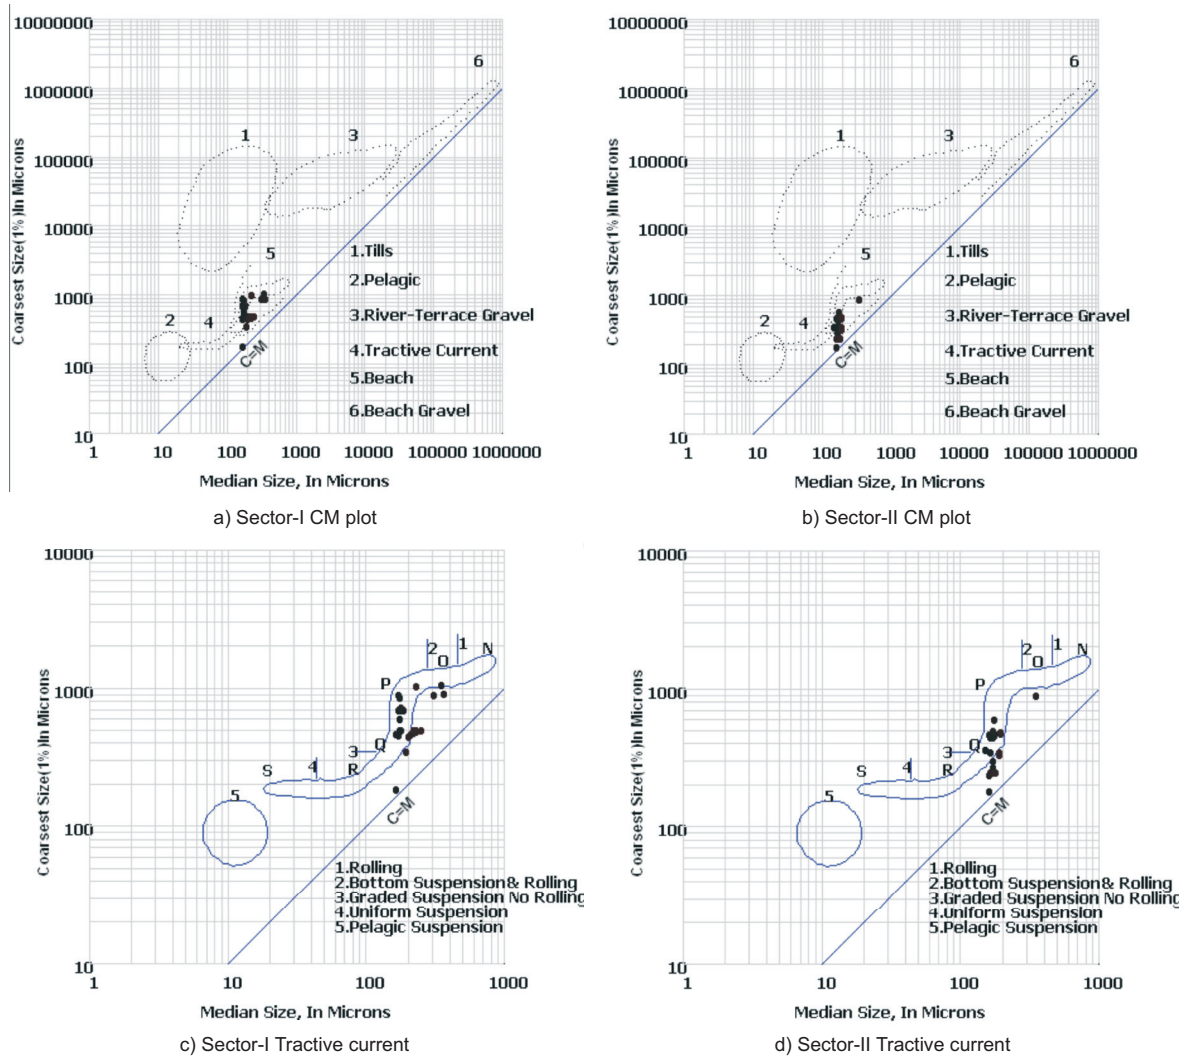 10000000
1000000
100000
10000
1000
100
10
1 10 100 1000 10000 100000 1000000
Coarsest Size(1%)In Microns
Median Size, In Microns
1
2
3
4
5
6
C=M
1.Tills
2.Pelagic
3.River-Terrace Gravel
4.Tractive Current
5.Beach
6.Beach Gravel
a) Sector-I CM plot
10000000
1000000
100000
10000
1000
100
10
1 10 100 1000 10000 100000 1000000
Coarsest Size(1%)In Microns
Median Size, In Microns
1
2
3
4
5
6
C=M
1.Tills
2.Pelagic
3.River-Terrace Gravel
4.Tractive Current
5.Beach
6.Beach Gravel
b) Sector-II CM plot
10000
1000
100
10
1 10 100 1000
Coarsest Size(1%)In Microns
Median Size, In Microns
1
2
3
4
5
N
O
P
Q
R
S
C=M
1.Rolling
2.Bottom Suspension& Rolling
3.Graded Suspension No Rolling
4.Uniform Suspension
5.Pelagic Suspension
c) Sector-I Tractive current
10000
1000
100
10
1 10 100 1000
Coarsest Size(1%)In Microns
Median Size, In Microns
1
2
3
4
5
N
O
P
Q
R
S
C=M
1.Rolling
2.Bottom Suspension& Rolling
3.Graded Suspension No Rolling
4.Uniform Suspension
5.Pelagic Suspension
d) Sector-II Tractive current